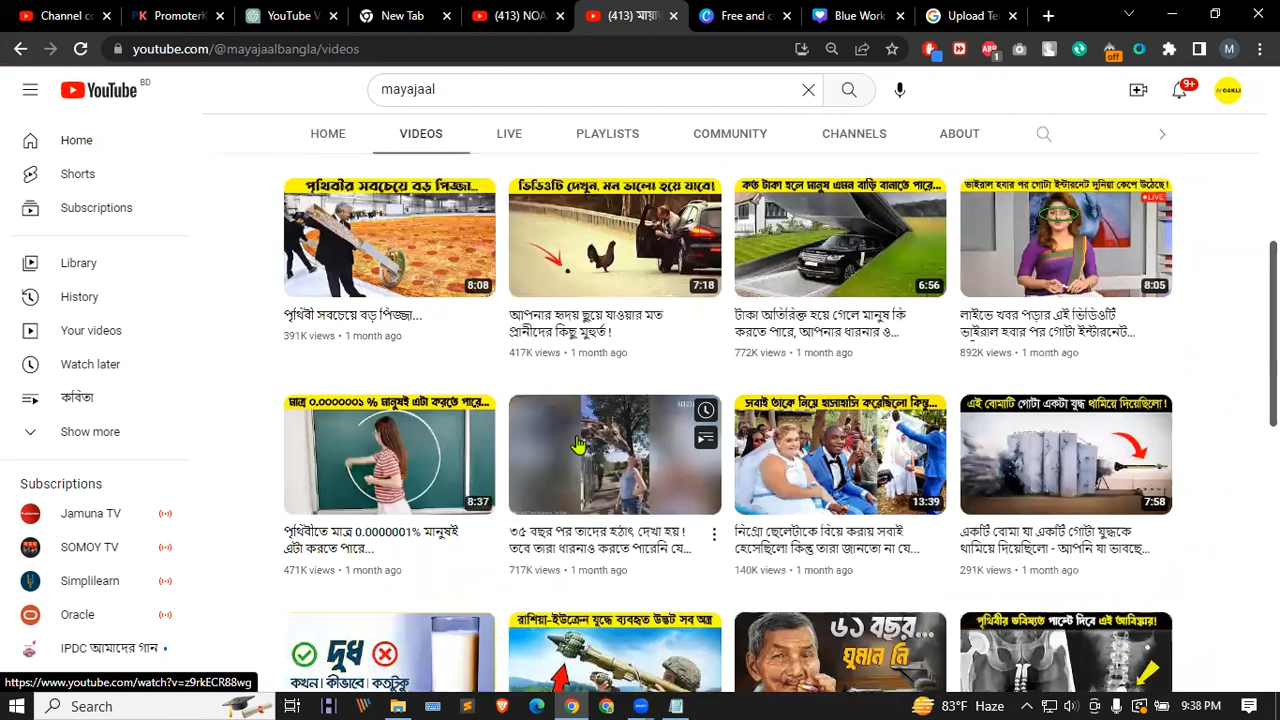 Channel co
PromoterK
YouTube V
New Tab
(413) NOA
(413) মায়া
Free and c
Blue Work
Upload Te
youtube.com/@mayajaalbangla/videos
off
M
YouTube BD
mayajaal
9+
HOME
VIDEOS
LIVE
PLAYLISTS
COMMUNITY
CHANNELS
ABOUT
Home
Shorts
Subscriptions
Library
History
Your videos
Watch later
কবিতা
Show more
Subscriptions
Jamuna TV
SOMOY TV
Simplilearn
Oracle
IPDC আমাদের গান
পৃথিবীর সবচেয়ে বড় পিজ্জা...
8:08
পৃথিবী সবচেয়ে বড় পিজ্জা...
391K views • 1 month ago
ভিডিওটি দেখুন, মন ভালো হয়ে যাবে!
7:18
আপনার হৃদয় ছুয়ে যাওয়ার মত
প্রানীদের কিছু মুহুর্ত !
417K views • 1 month ago
কত টাকা হলে মানুষ এমন বাড়ি বানাতে পারে...
6:56
টাকা অতিরিক্ত হয়ে গেলে মানুষ কি
করতে পারে, আপনার ধারনার ও...
772K views • 1 month ago
ভাইরাল হবার পর গোটা ইন্টারনেট দুনিয়া কেপে উঠেছে!
LIVE
8:05
লাইভে খবর পড়ার এই ভিডিওটি
ভাইরাল হবার পর গোটা ইন্টারনেট...
892K views • 1 month ago
মাত্র ০.০০০০০০১ % মানুষই এটা করতে পারে...
8:37
পৃথিবীতে মাত্র 0.0000001% মানুষই
এটা করতে পারে...
471K views • 1 month ago
৩৫ বছর পর তাদের হঠাৎ দেখা হয় !
তবে তারা ধারনাও করতে পারেনি যে...
717K views • 1 month ago
সবাই তাকে নিয়ে হাসাহাসি করেছিলো কিন্তু...
13:39
নিগ্রো ছেলেটাকে বিয়ে করায় সবাই
হেসেছিলো কিন্তু তারা জানতো না যে...
140K views • 1 month ago
এই বোমাটি গোটা একটা যুদ্ধ থামিয়ে দিয়েছিলো !
7:58
একটি বোমা যা একটি গোটা যুদ্ধকে
থামিয়ে দিয়েছিলো - আপনি যা ভাবছে...
291K views • 1 month ago
দুধ
কখন | কীভাবে | কতটুকু
রাশিয়া-ইউক্রেন যুদ্ধে ব্যবহৃত উদ্ভট সব অস্ত্র
৬১ বছর...
ঘুমান নি
পৃথিবীর ভবিষ্যত পাল্টে দিবে এই আবিষ্কার!
https://www.youtube.com/watch?v=z9rkECR88wg
Search
83°F Haze
9:38 PM